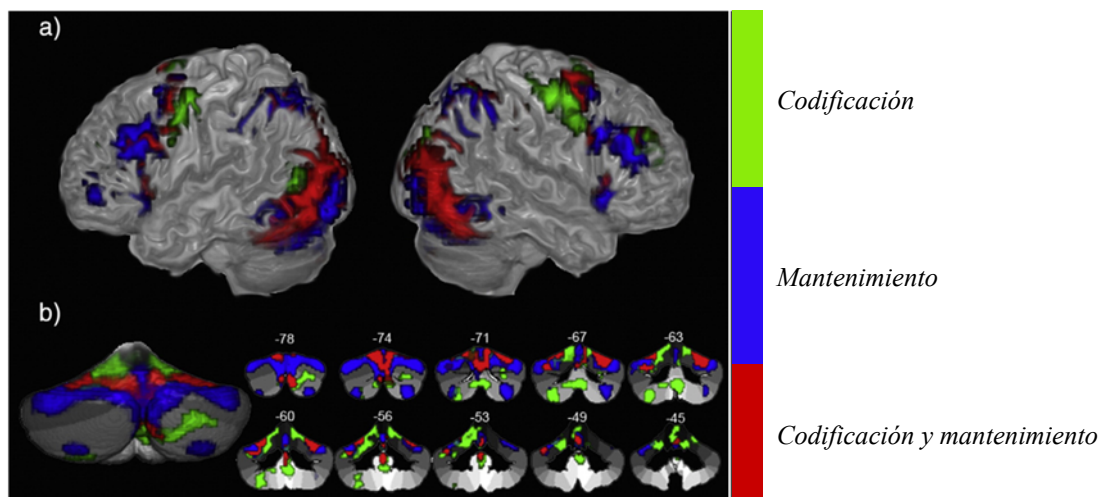 a)
Codificación
Mantenimiento
b)
-78 -74 -71 -67 -63
-60 -56 -53 -49 -45
Codificación y mantenimiento